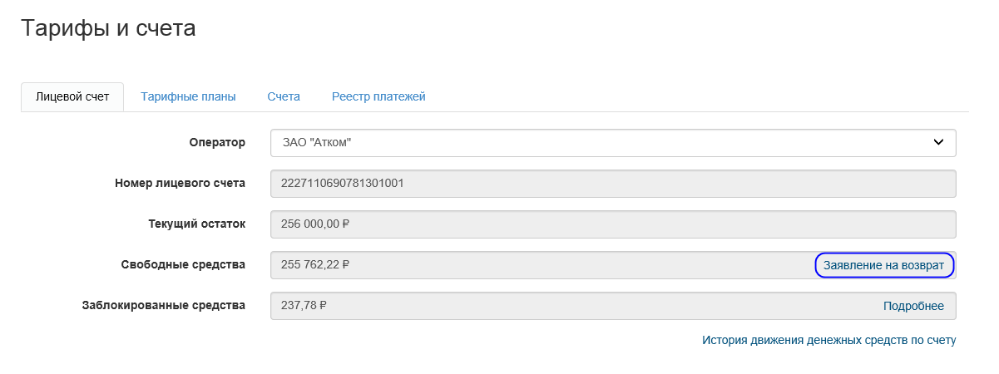 Тарифы и счета
Лицевой счет Тарифные планы Счета Реестр платежей
Оператор ЗАО "Атком"
Номер лицевого счета 2227110690781301001
Текущий остаток 256 000,00 ₽
Свободные средства 255 762,22 ₽ Заявление на возврат
Заблокированные средства 237,78 ₽ Подробнее
История движения денежных средств по счету